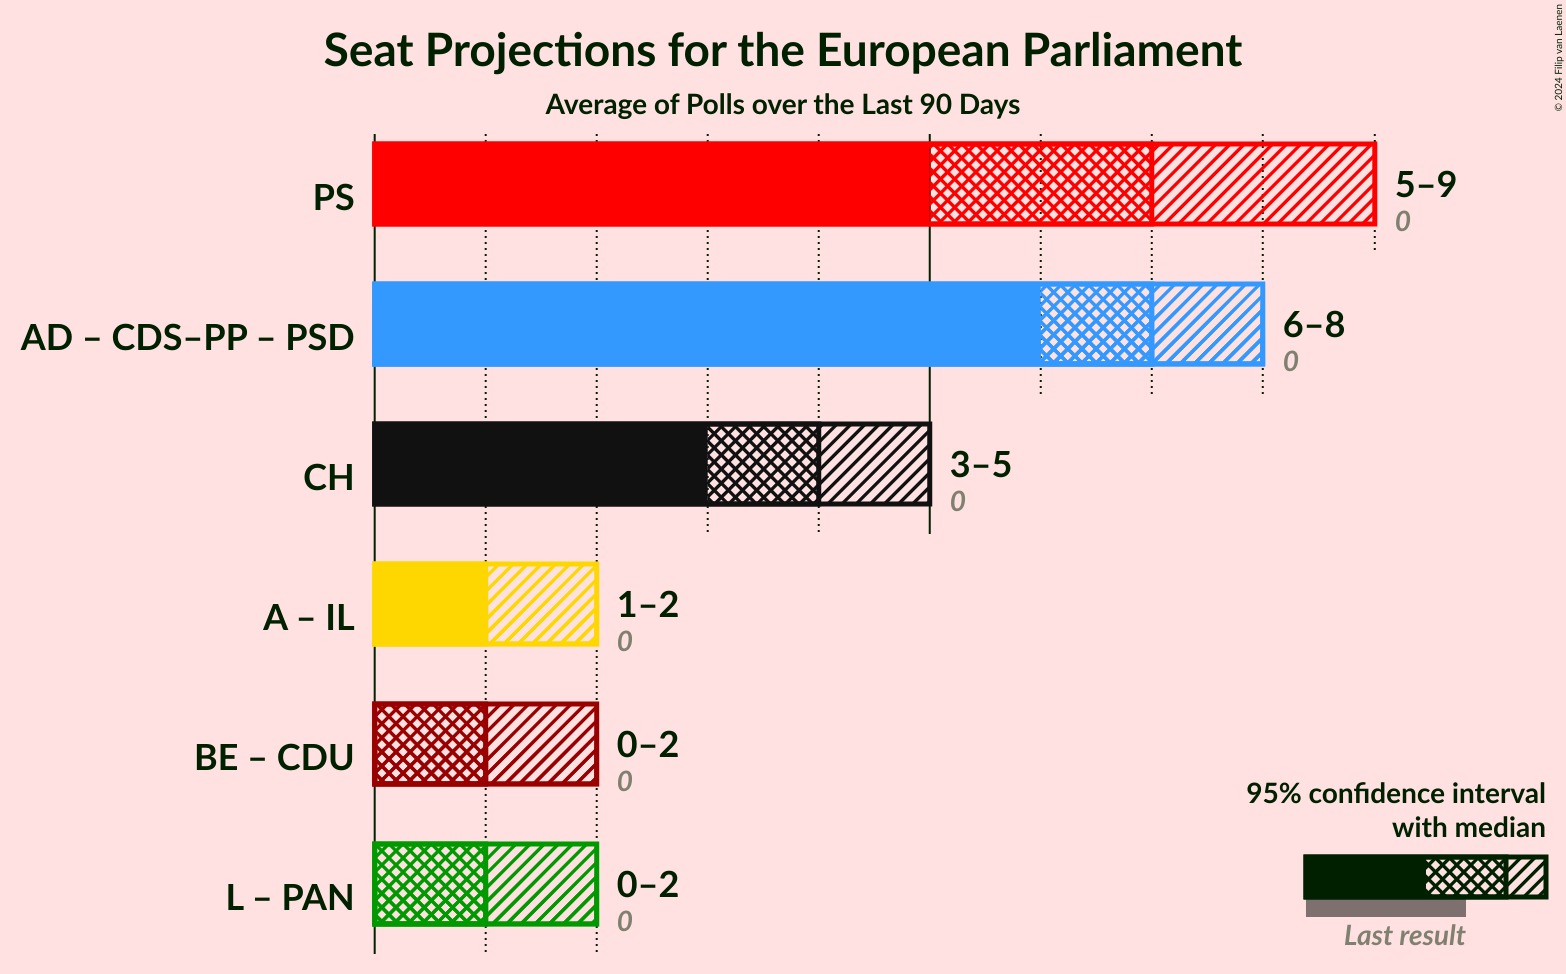 Seat Projections for the European Parliament
Average of Polls over the Last 90 Days
© 2024 Filip van Laenen
PS
5–9
0
AD – CDS–PP – PSD
6–8
0
CH
3–5
0
A – IL
1–2
0
BE – CDU
0–2
0
L – PAN
0–2
0
95% confidence interval
with median
Last result